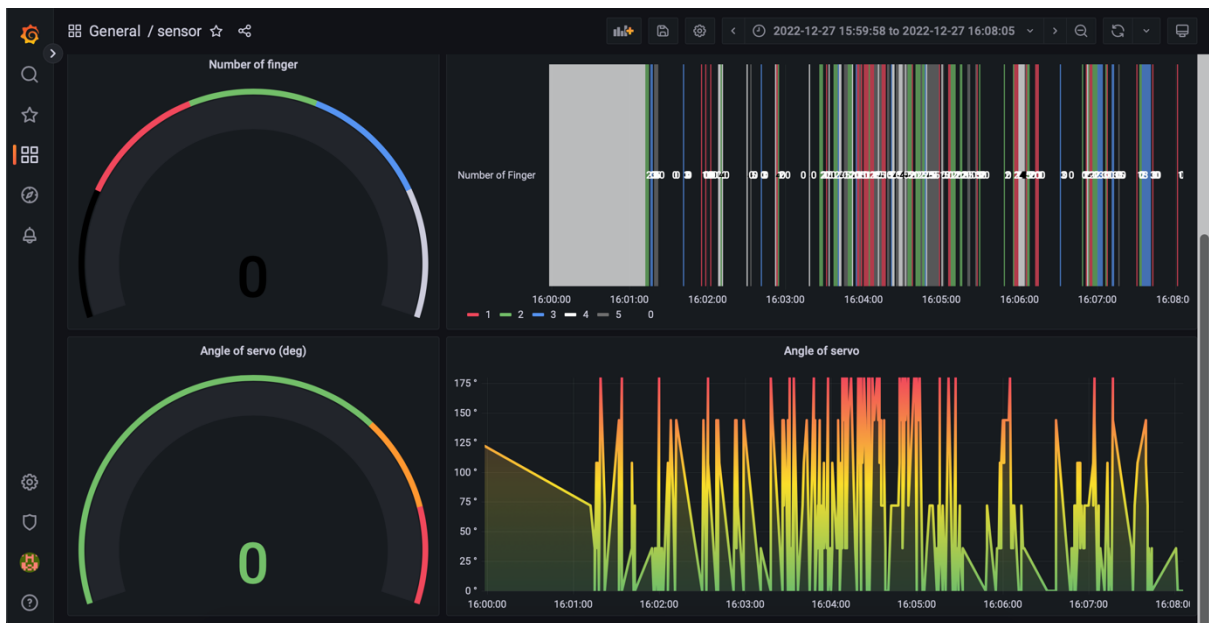 General / sensor
2022-12-27 15:59:58 to 2022-12-27 16:08:05
Number of finger
0
Number of Finger
16:00:00 16:01:00 16:02:00 16:03:00 16:04:00 16:05:00 16:06:00 16:07:00 16:08:0
1 2 3 4 5 0
Angle of servo (deg)
0
Angle of servo
175 °
150 °
125 °
100 °
75 °
50 °
25 °
0 °
16:00:00 16:01:00 16:02:00 16:03:00 16:04:00 16:05:00 16:06:00 16:07:00 16:08:0